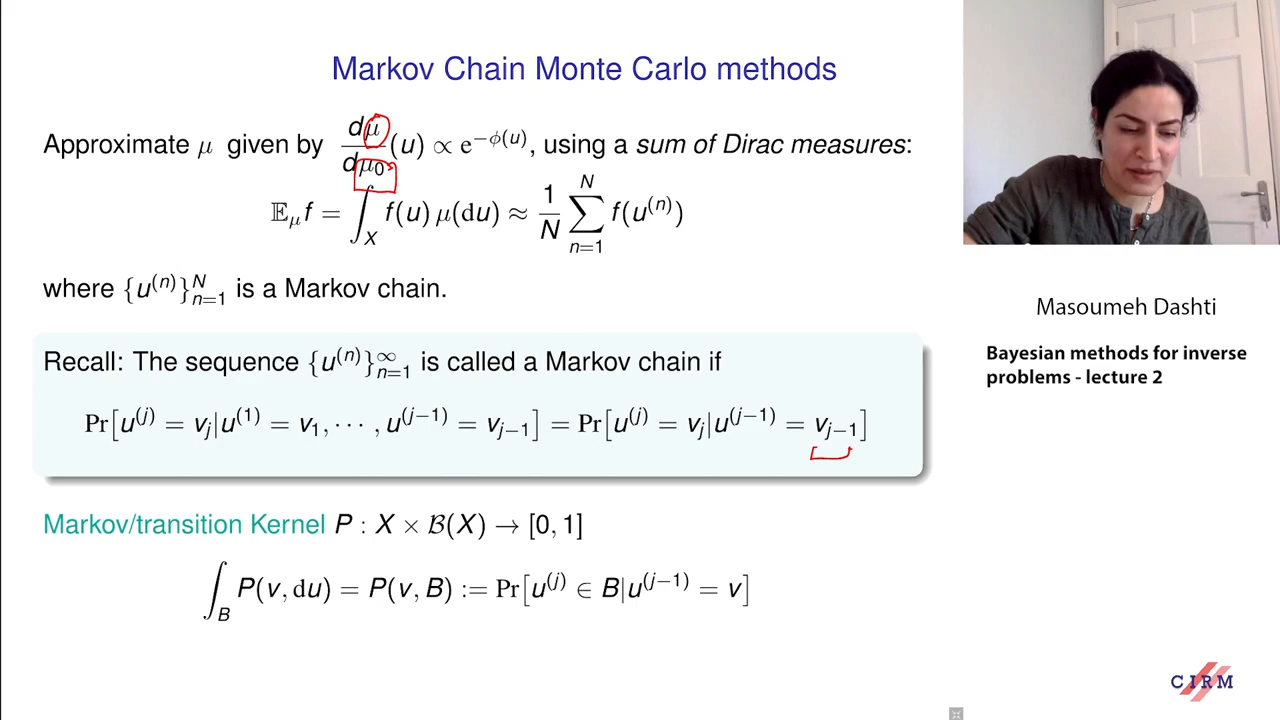 Markov Chain Monte Carlo methods
Approximate μ given by dμ/dμ₀ (u) ∝ e^{−ϕ(u)}, using a sum of Dirac measures:
𝔼_μ f = ∫_X f(u) μ(du) ≈ 1/N ∑_{n=1}^{N} f(u^{(n)})
where {u^{(n)}}_{n=1}^{N} is a Markov chain.
Recall: The sequence {u^{(n)}}_{n=1}^{∞} is called a Markov chain if
Pr[u^{(j)} = v_j|u^{(1)} = v_1, ⋯ , u^{(j−1)} = v_{j−1}] = Pr[u^{(j)} = v_j|u^{(j−1)} = v_{j−1}]
Markov/transition Kernel P : X × ℬ(X) → [0, 1]
∫_B P(v, du) = P(v, B) := Pr[u^{(j)} ∈ B|u^{(j−1)} = v]
Masoumeh Dashti
Bayesian methods for inverse
problems - lecture 2
CIRM